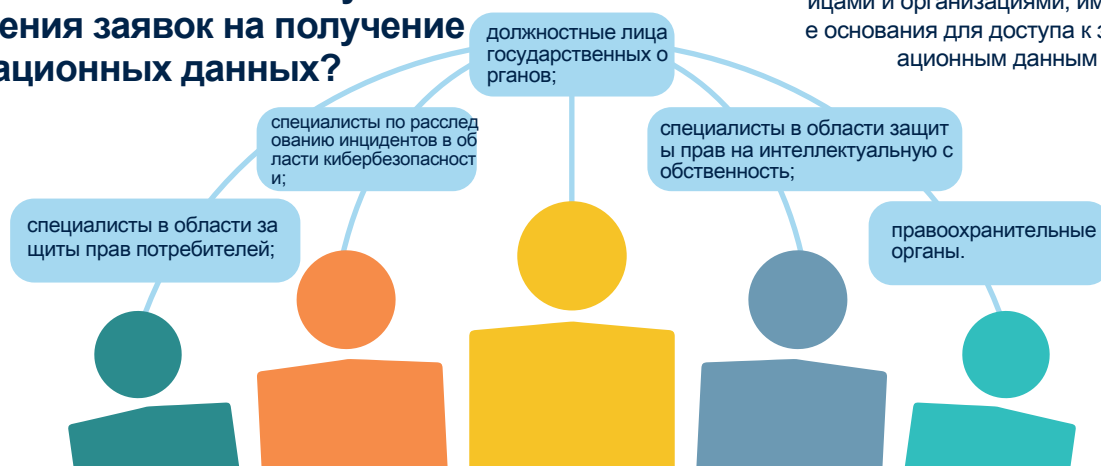 ения заявок на получение
ационных данных?
ицами и организациями, им
е основания для доступа к з
ационным данным
должностные лица
государственных о
рганов;
специалисты по расслед
ованию инцидентов в об
ласти кибербезопасност
и;
специалисты в области защит
ы прав на интеллектуальную с
обственность;
специалисты в области за
щиты прав потребителей;
правоохранительные
органы.